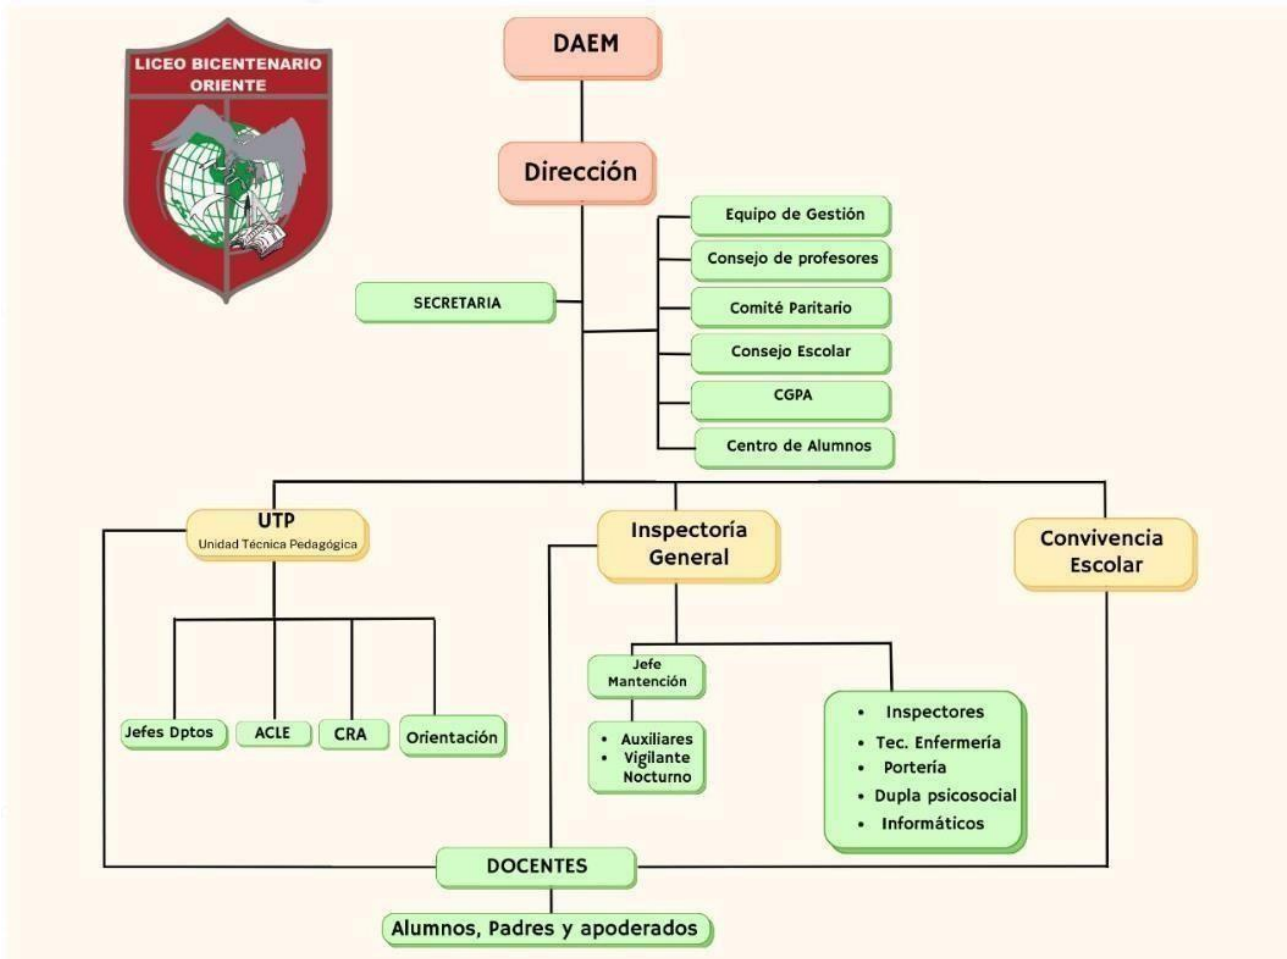 LICEO BICENTENARIO
ORIENTE
DAEM
Dirección
Equipo de Gestión
Consejo de profesores
SECRETARIA
Comité Paritario
Consejo Escolar
CGPA
Centro de Alumnos
UTP
Unidad Técnica Pedagógica
Inspectoría
General
Convivencia
Escolar
Jefes Dptos
ACLE
CRA
Orientación
Jefe
Mantención
• Auxiliares
• Vigilante
Nocturno
• Inspectores
• Tec. Enfermería
• Portería
• Dupla psicosocial
• Informáticos
DOCENTES
Alumnos, Padres y apoderados